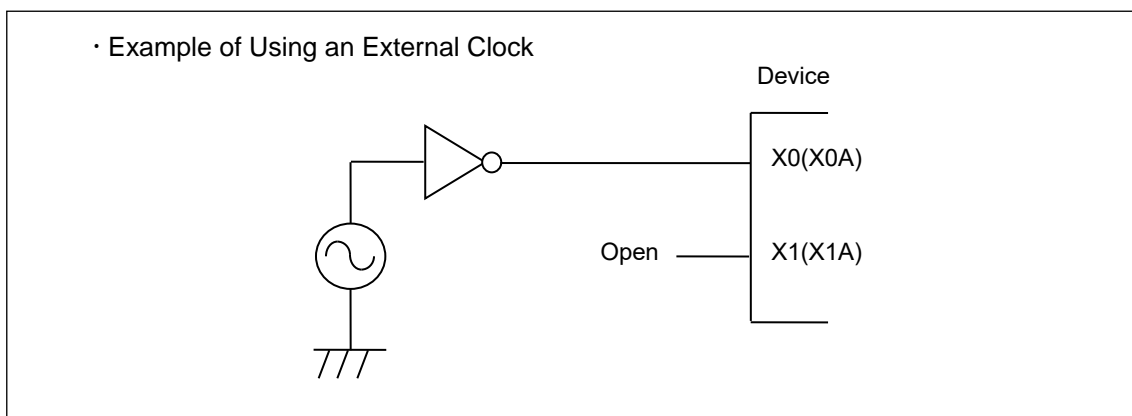 ・Example of Using an External Clock
Device
X0(X0A)
Open
X1(X1A)